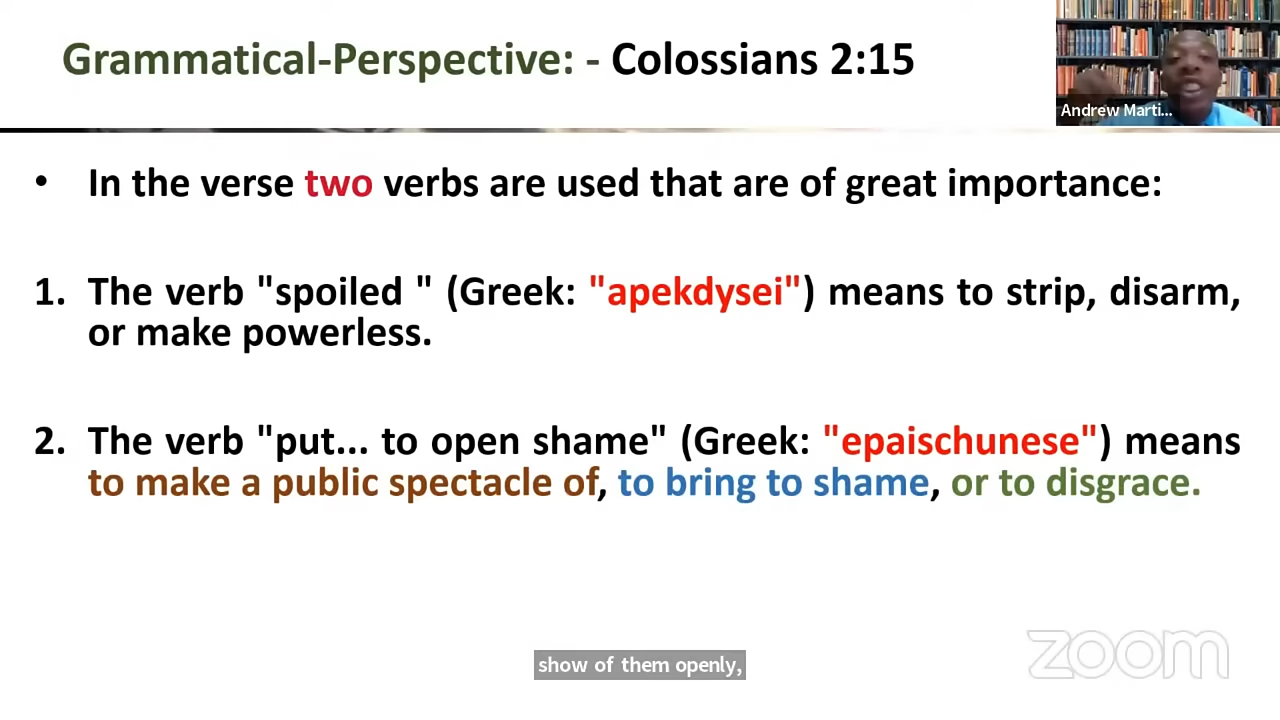 Grammatical-Perspective: - Colossians 2:15
Andrew Marti...
• In the verse two verbs are used that are of great importance:
1. The verb "spoiled " (Greek: "apekdysei") means to strip, disarm,
or make powerless.
2. The verb "put... to open shame" (Greek: "epaischunese") means
to make a public spectacle of, to bring to shame, or to disgrace.
show of them openly,
zoom